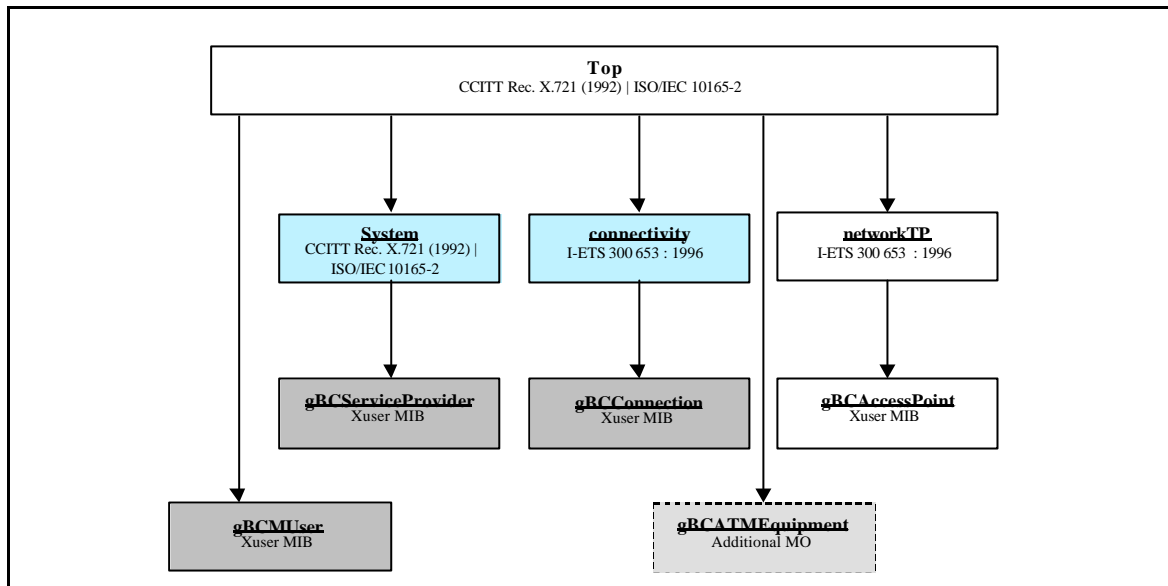 Top
CCITT Rec. X.721 (1992) | ISO/IEC 10165-2
System
CCITT Rec. X.721 (1992) |
ISO/IEC 10165-2
connectivity
I-ETS 300 653 : 1996
networkTP
I-ETS 300 653 : 1996
gBCServiceProvider
Xuser MIB
gBCConnection
Xuser MIB
gBCAccessPoint
Xuser MIB
gBCMUser
Xuser MIB
gBCATMEquipment
Additional MO